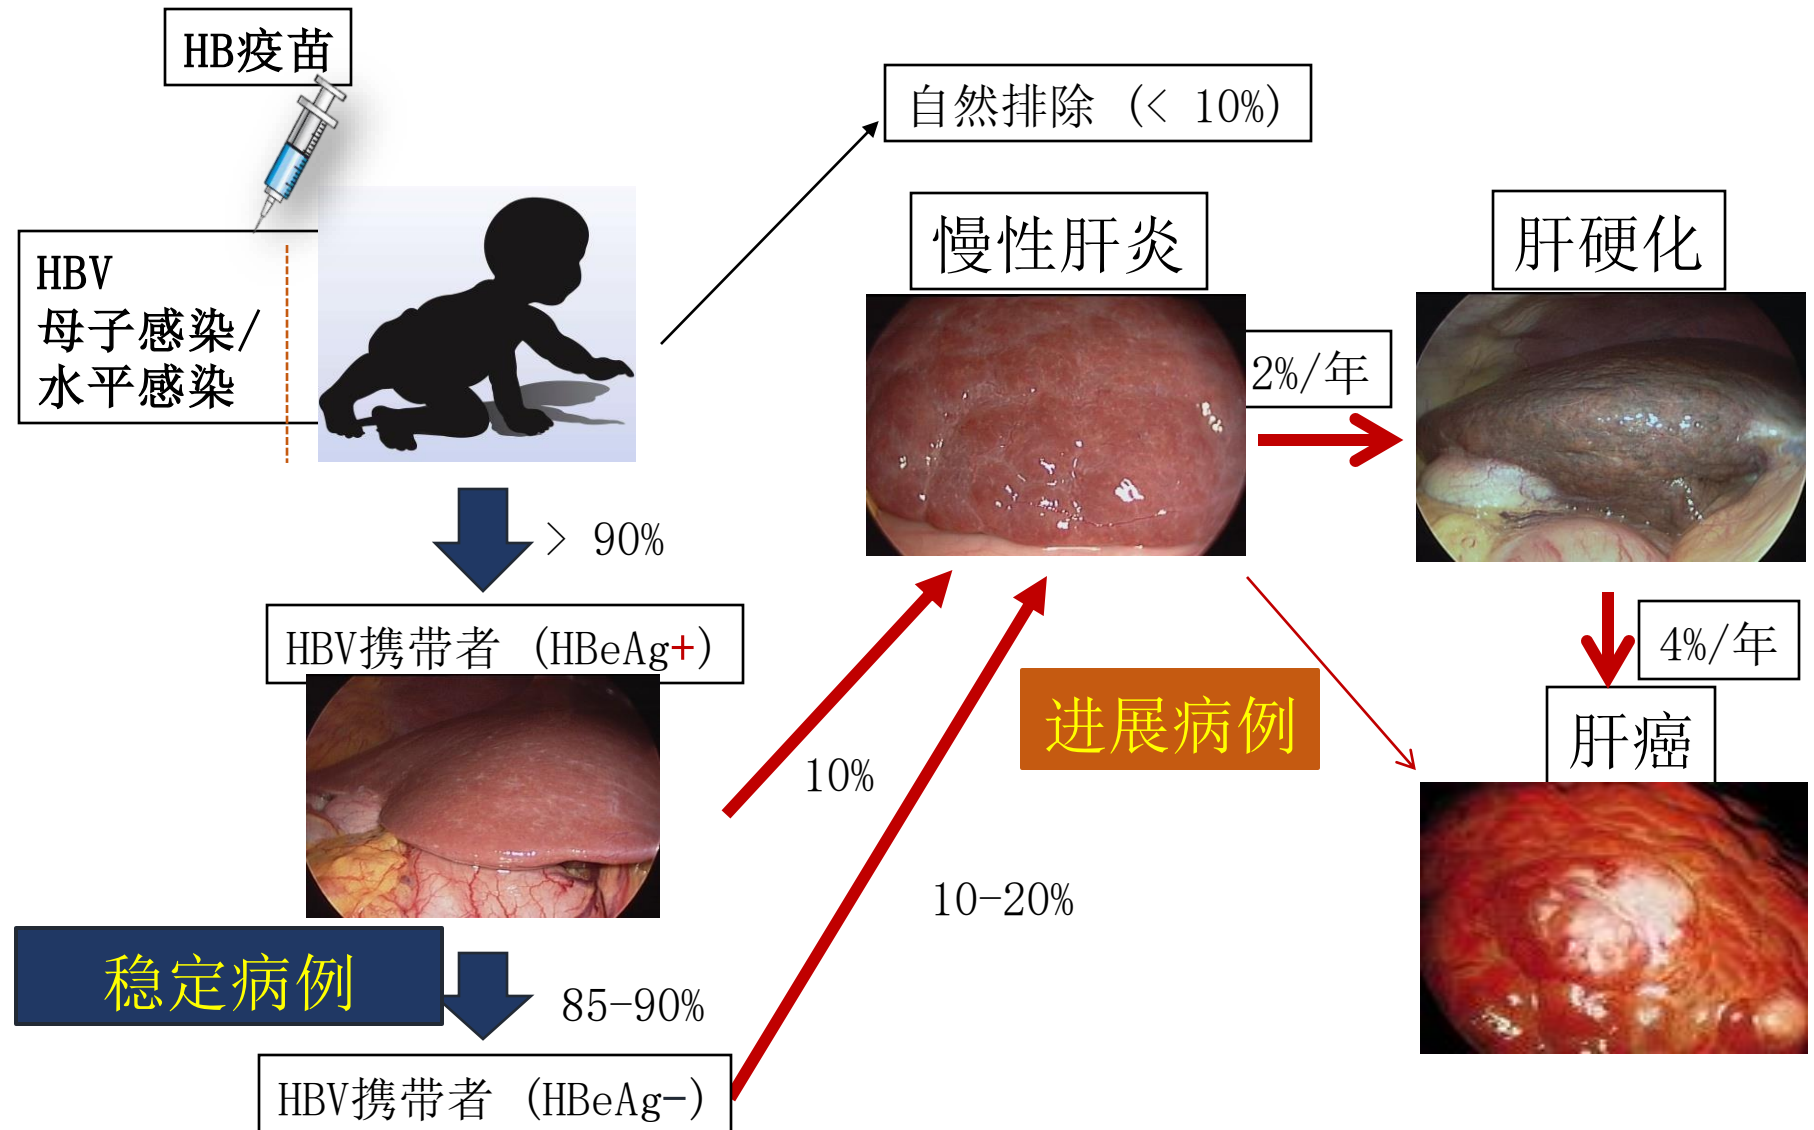 HB疫苗
HBV
母子感染/
水平感染
自然排除 (< 10%)
慢性肝炎
肝硬化
2%/年
> 90%
HBV携带者 (HBeAg+)
4%/年
进展病例
肝癌
10%
10-20%
稳定病例
85-90%
HBV携带者 (HBeAg-)